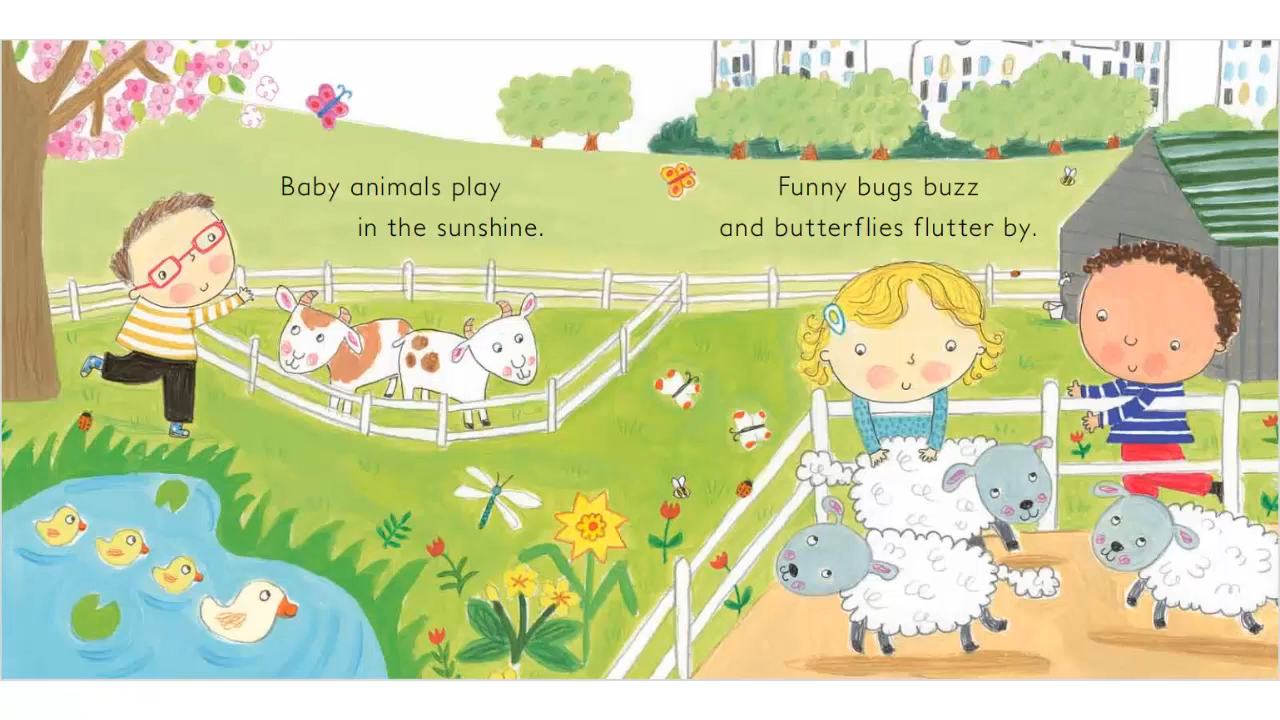 Baby animals play
in the sunshine.
Funny bugs buzz
and butterflies flutter by.